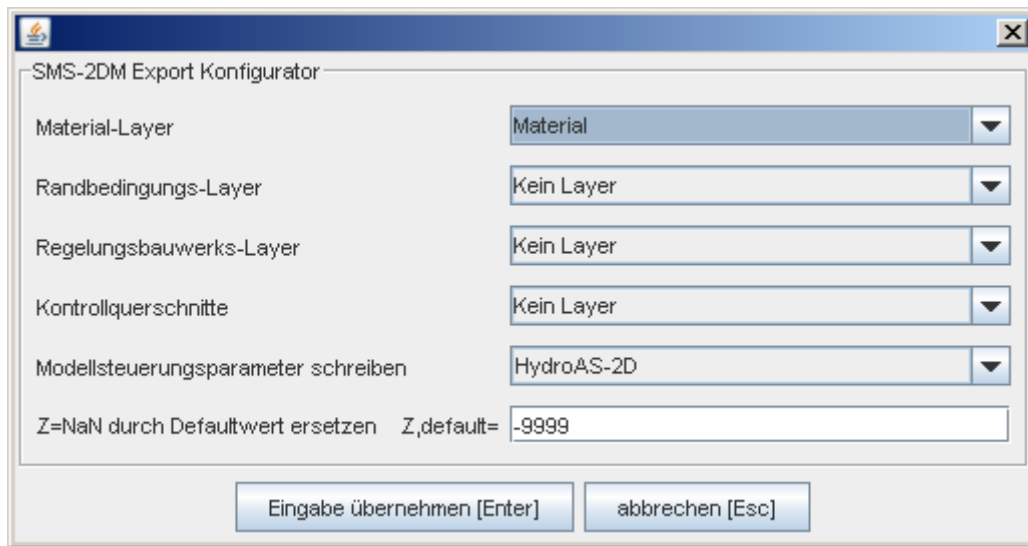 SMS-2DM Export Konfigurator
Material-Layer Material
Randbedingungs-Layer Kein Layer
Regelungsbauwerks-Layer Kein Layer
Kontrollquerschnitte Kein Layer
Modellsteuerungsparameter schreiben HydroAS-2D
Z=NaN durch Defaultwert ersetzen Z,default= -9999
Eingabe übernehmen [Enter] abbrechen [Esc]